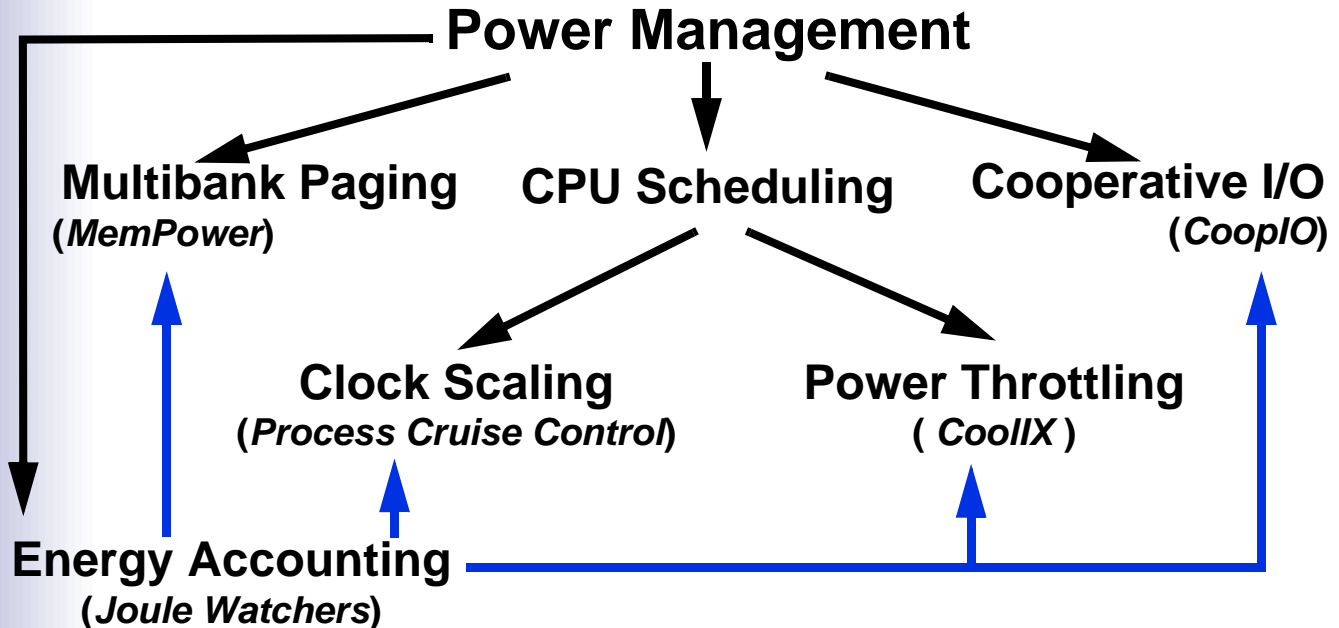 Power Management
Multibank Paging
(MemPower)
CPU Scheduling
Cooperative I/O
(CoopIO)
Clock Scaling
(Process Cruise Control)
Power Throttling
( CoolIX )
Energy Accounting
(Joule Watchers)